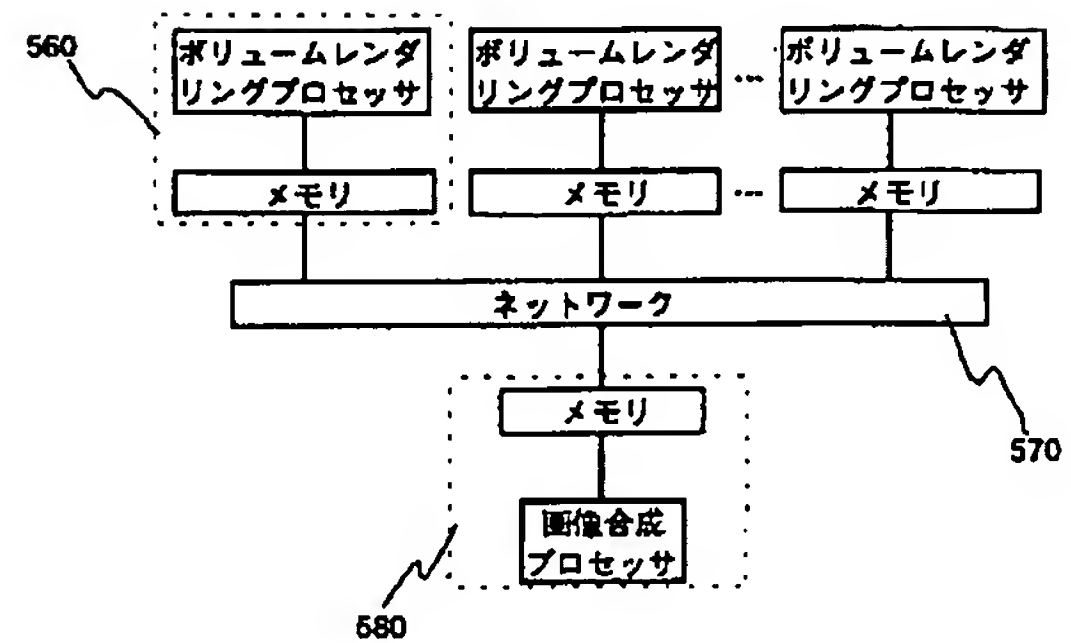 560
ボリュームレンダ
リングプロセッサ
ボリュームレンダ
リングプロセッサ
...
ボリュームレンダ
リングプロセッサ
メモリ
メモリ
...
メモリ
ネットワーク
メモリ
570
画像合成
プロセッサ
580